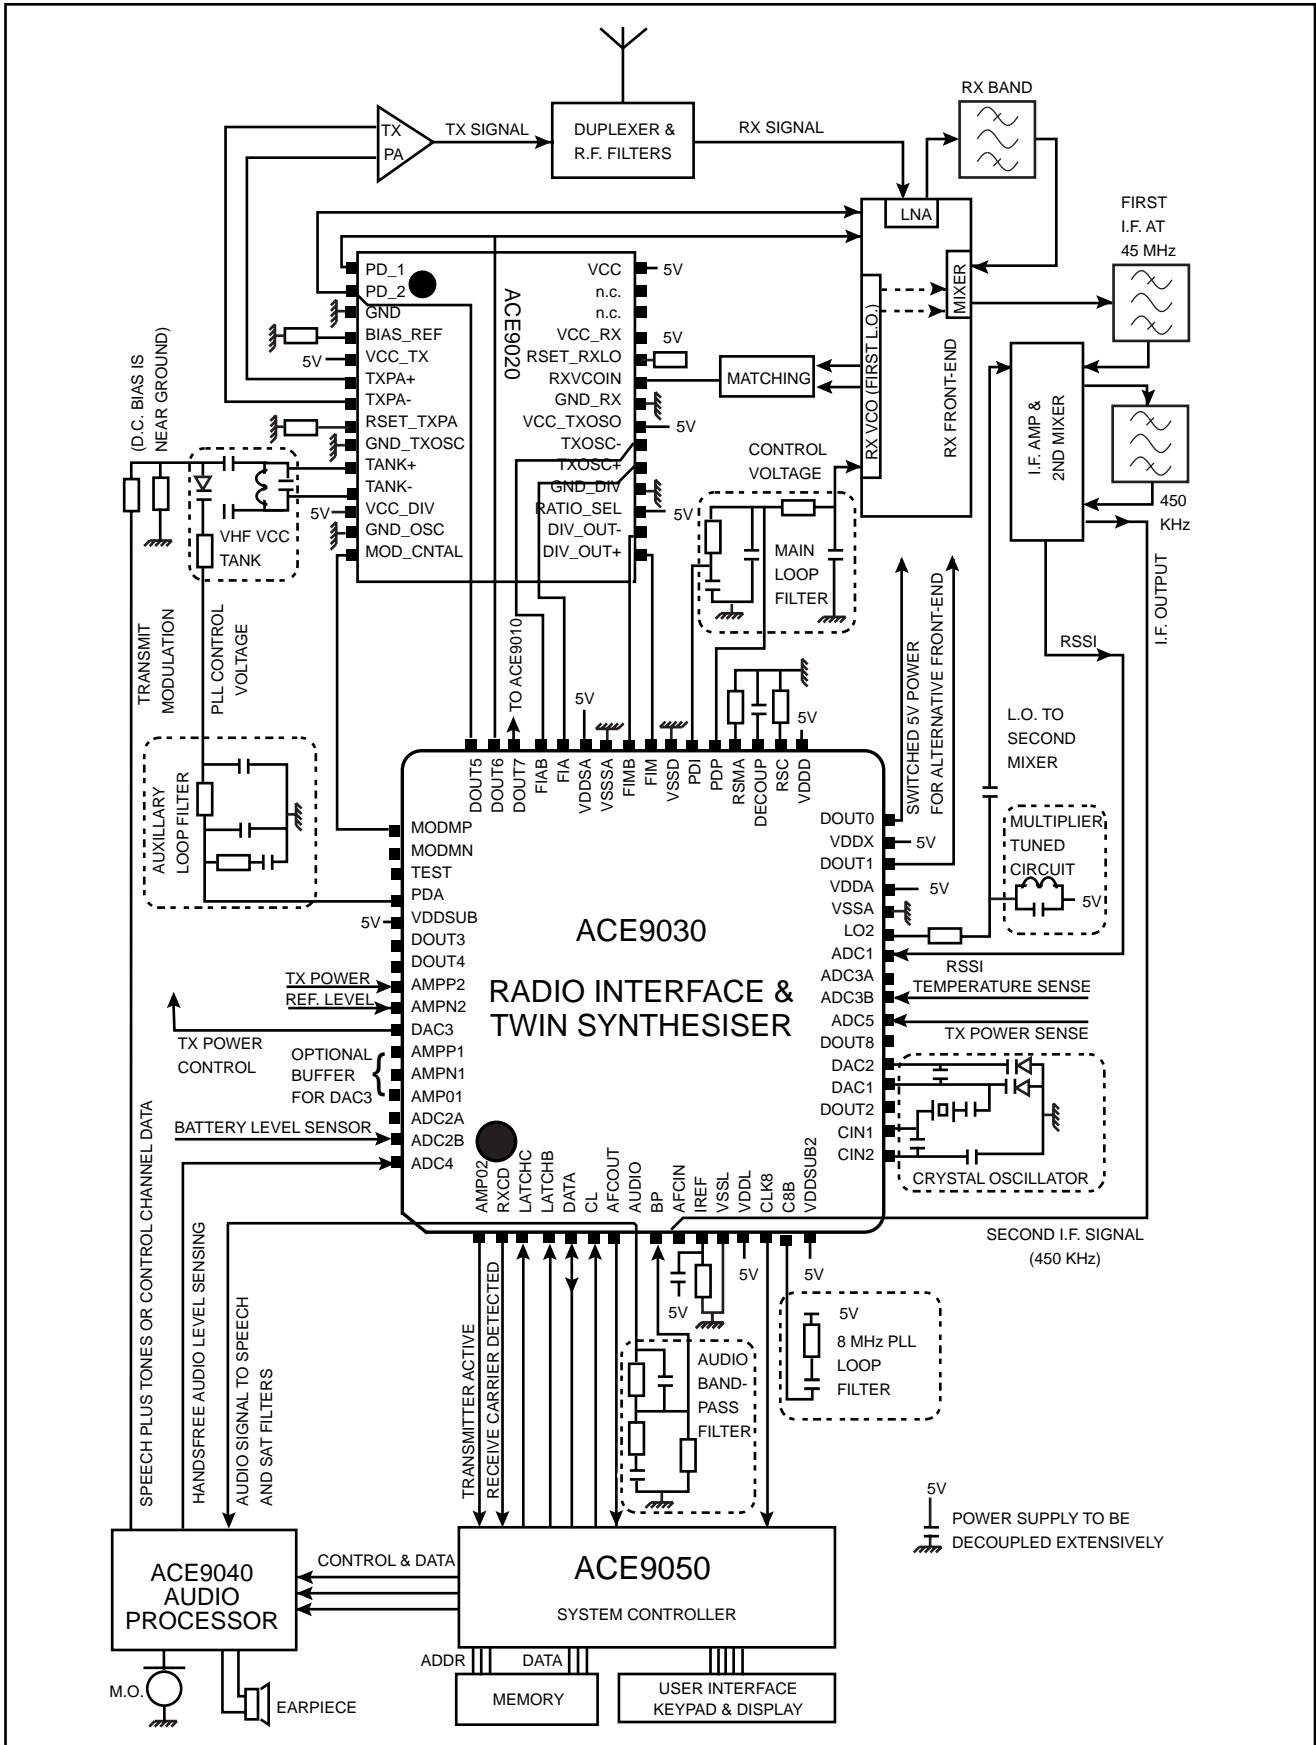 RX BAND
TX
PA
TX SIGNAL
DUPLEXER &
R.F. FILTERS
RX SIGNAL
LNA
FIRST
I.F. AT
45 MHz
MIXER
RX VCO (FIRST L.O.)
RX FRONT-END
I.F. AMP &
2ND MIXER
450
KHz
I.F. OUTPUT
RSSI
ACE9020
PD_1
PD_2
GND
BIAS_REF
VCC_TX
TXPA+
TXPA-
RSET_TXPA
GND_TXOSC
TANK+
TANK-
VCC_DIV
GND_OSC
MOD_CNTAL
5V
5V
VCC
n.c.
n.c.
VCC_RX
RSET_RXLO
RXVCOIN
GND_RX
VCC_TXOSO
TXOSC-
TXOSC+
GND_DIV
RATIO_SEL
DIV_OUT-
DIV_OUT+
5V
5V
5V
5V
MATCHING
CONTROL
VOLTAGE
MAIN
LOOP
FILTER
(D.C. BIAS IS
NEAR GROUND)
VHF VCC
TANK
TRANSMIT
MODULATION
PLL CONTROL
VOLTAGE
AUXILLARY
LOOP FILTER
TO ACE9010
5V
5V
SWITCHED 5V POWER
FOR ALTERNATIVE FRONT-END
L.O. TO
SECOND
MIXER
MULTIPLIER
TUNED
CIRCUIT
5V
DOUT5
DOUT6
DOUT7
FIAB
FIA
VDDSA
VSSSA
FIMB
FIM
VSSD
PDI
PDP
RSMA
DECOUP
RSC
VDDD
ACE9030
RADIO INTERFACE &
TWIN SYNTHESISER
MODMP
MODMN
TEST
PDA
VDDSUB
DOUT3
DOUT4
AMPP2
AMPN2
DAC3
AMPP1
AMPN1
AMP01
ADC2A
ADC2B
ADC4
5V
TX POWER
REF. LEVEL
TX POWER
CONTROL
OPTIONAL
BUFFER
FOR DAC3
BATTERY LEVEL SENSOR
DOUT0
VDDX
DOUT1
VDDA
VSSA
LO2
ADC1
ADC3A
ADC3B
ADC5
DOUT8
DAC2
DAC1
DOUT2
CIN1
CIN2
5V
5V
RSSI
TEMPERATURE SENSE
TX POWER SENSE
CRYSTAL OSCILLATOR
AMP02
RXCD
LATCHC
LATCHB
DATA
CL
AFCOUT
AUDIO
BP
AFCIN
IREF
VSSL
VDDL
CLK8
C8B
VDDSUB2
SECOND I.F. SIGNAL
(450 KHz)
5V
5V
5V
SPEECH PLUS TONES OR CONTROL CHANNEL DATA
HANDSFREE AUDIO LEVEL SENSING
AUDIO SIGNAL TO SPEECH
AND SAT FILTERS
TRANSMITTER ACTIVE
RECEIVE CARRIER DETECTED
AUDIO
BAND-
PASS
FILTER
5V
8 MHz PLL
LOOP
FILTER
5V
POWER SUPPLY TO BE
DECOUPLED EXTENSIVELY
ACE9040
AUDIO
PROCESSOR
CONTROL & DATA
ACE9050
SYSTEM CONTROLLER
ADDR
DATA
MEMORY
USER INTERFACE
KEYPAD & DISPLAY
M.O.
EARPIECE